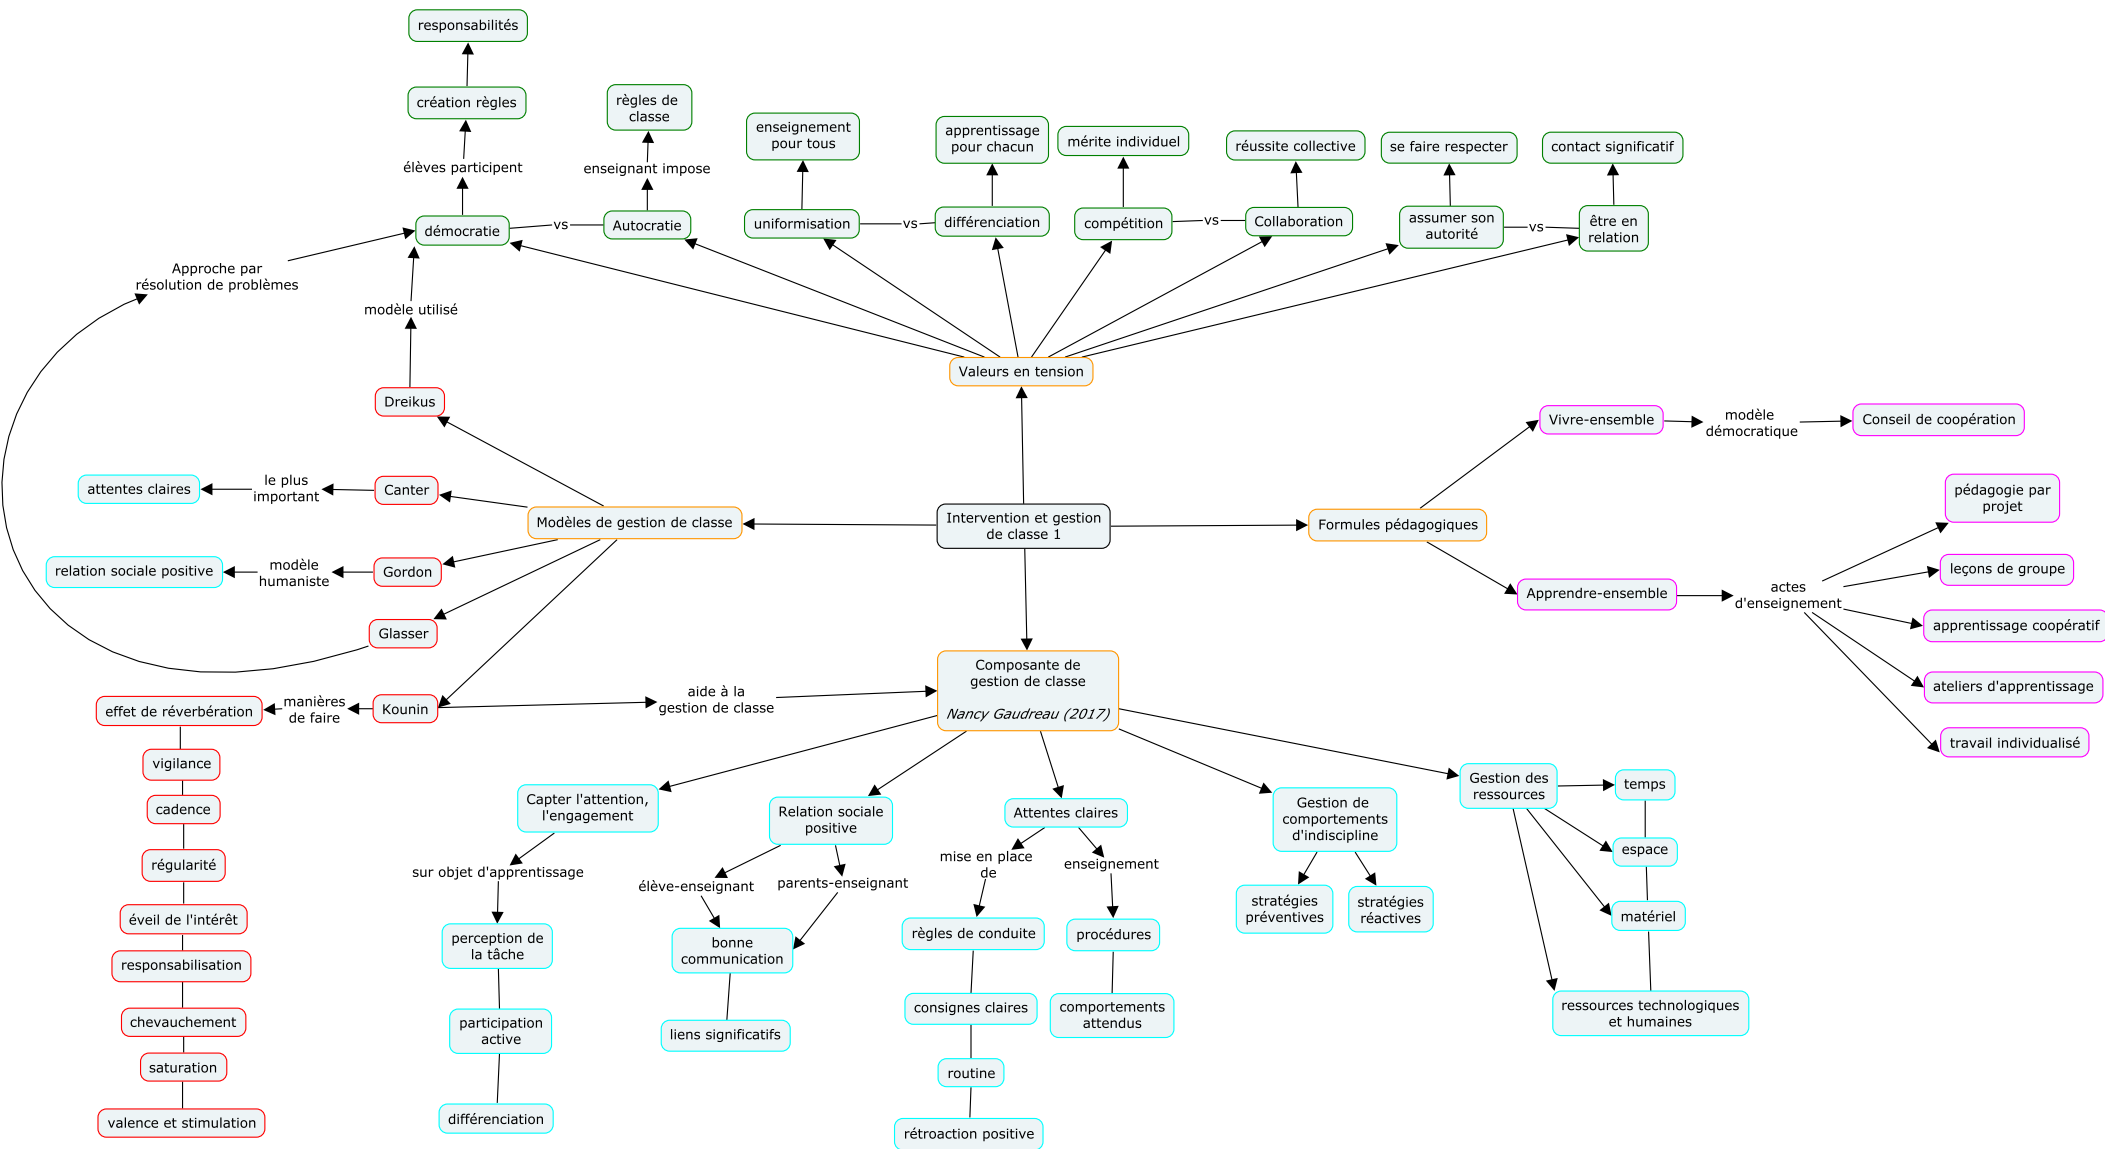 responsabilités
création règles
élèves participent
démocratie
vs
règles de
classe
enseignant impose
Autocratie
enseignement
pour tous
uniformisation
vs
apprentissage
pour chacun
différenciation
mérite individuel
compétition
vs
réussite collective
Collaboration
se faire respecter
assumer son
autorité
vs
contact significatif
être en
relation
Approche par
résolution de problèmes
modèle utilisé
Valeurs en tension
Dreikus
attentes claires
le plus
important
Canter
Modèles de gestion de classe
relation sociale positive
modèle
humaniste
Gordon
Glasser
Intervention et gestion
de classe 1
Formules pédagogiques
Vivre-ensemble
modèle
démocratique
Conseil de coopération
Apprendre-ensemble
actes
d'enseignement
pédagogie par
projet
leçons de groupe
apprentissage coopératif
ateliers d'apprentissage
travail individualisé
effet de réverbération
manières
de faire
Kounin
aide à la
gestion de classe
Composante de
gestion de classe
Nancy Gaudreau (2017)
vigilance
cadence
régularité
éveil de l'intérêt
responsabilisation
chevauchement
saturation
valence et stimulation
Capter l'attention,
l'engagement
sur objet d'apprentissage
perception de
la tâche
participation
active
différenciation
Relation sociale
positive
élève-enseignant
parents-enseignant
bonne
communication
liens significatifs
Attentes claires
mise en place
de
enseignement
règles de conduite
procédures
consignes claires
comportements
attendus
routine
rétroaction positive
Gestion de
comportements
d'indiscipline
stratégies
préventives
stratégies
réactives
Gestion des
ressources
temps
espace
matériel
ressources technologiques
et humaines